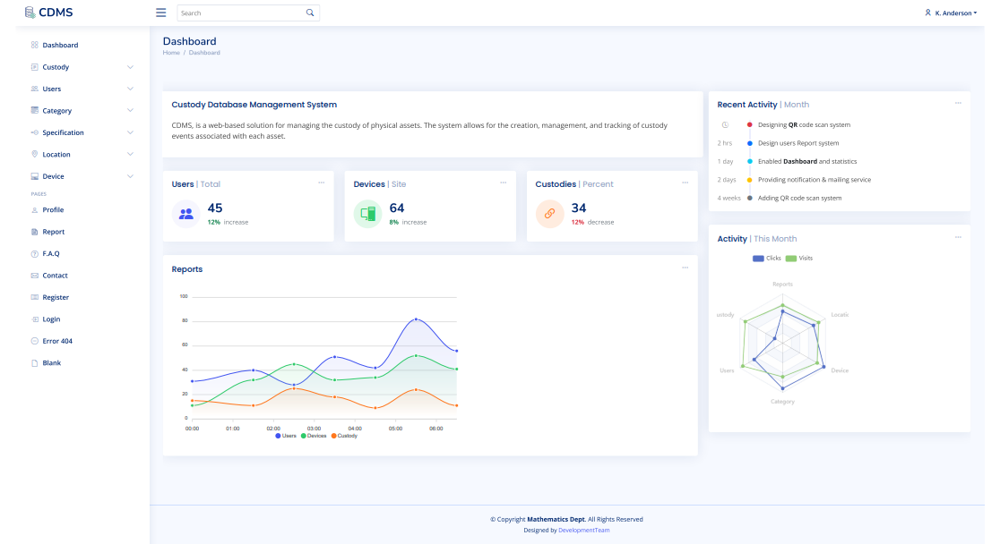 CDMS
Search
K. Anderson
Dashboard
Custody
Users
Category
Specification
Location
Device
PAGES
Profile
Report
F.A.Q
Contact
Register
Login
Error 404
Blank
Dashboard
Home / Dashboard
Custody Database Management System
CDMS, is a web-based solution for managing the custody of physical assets. The system allows for the creation, management, and tracking of custody
events associated with each asset.
Users | Total
45
12% increase
Devices | Site
64
8% increase
Custodies | Percent
34
12% decrease
Reports
100
80
60
40
20
0
00:00 01:00 02:00 03:00 04:00 05:00 06:00
Users Devices Custody
Recent Activity | Month
Designing QR code scan system
2 hrs Design users Report system
1 day Enabled Dashboard and statistics
2 days Providing notification & mailing service
4 weeks Adding QR code scan system
Activity | This Month
Clicks Visits
Reports
ustody Locatic
Users Device
Category
© Copyright Mathematics Dept. All Rights Reserved
Designed by DevelopmentTeam